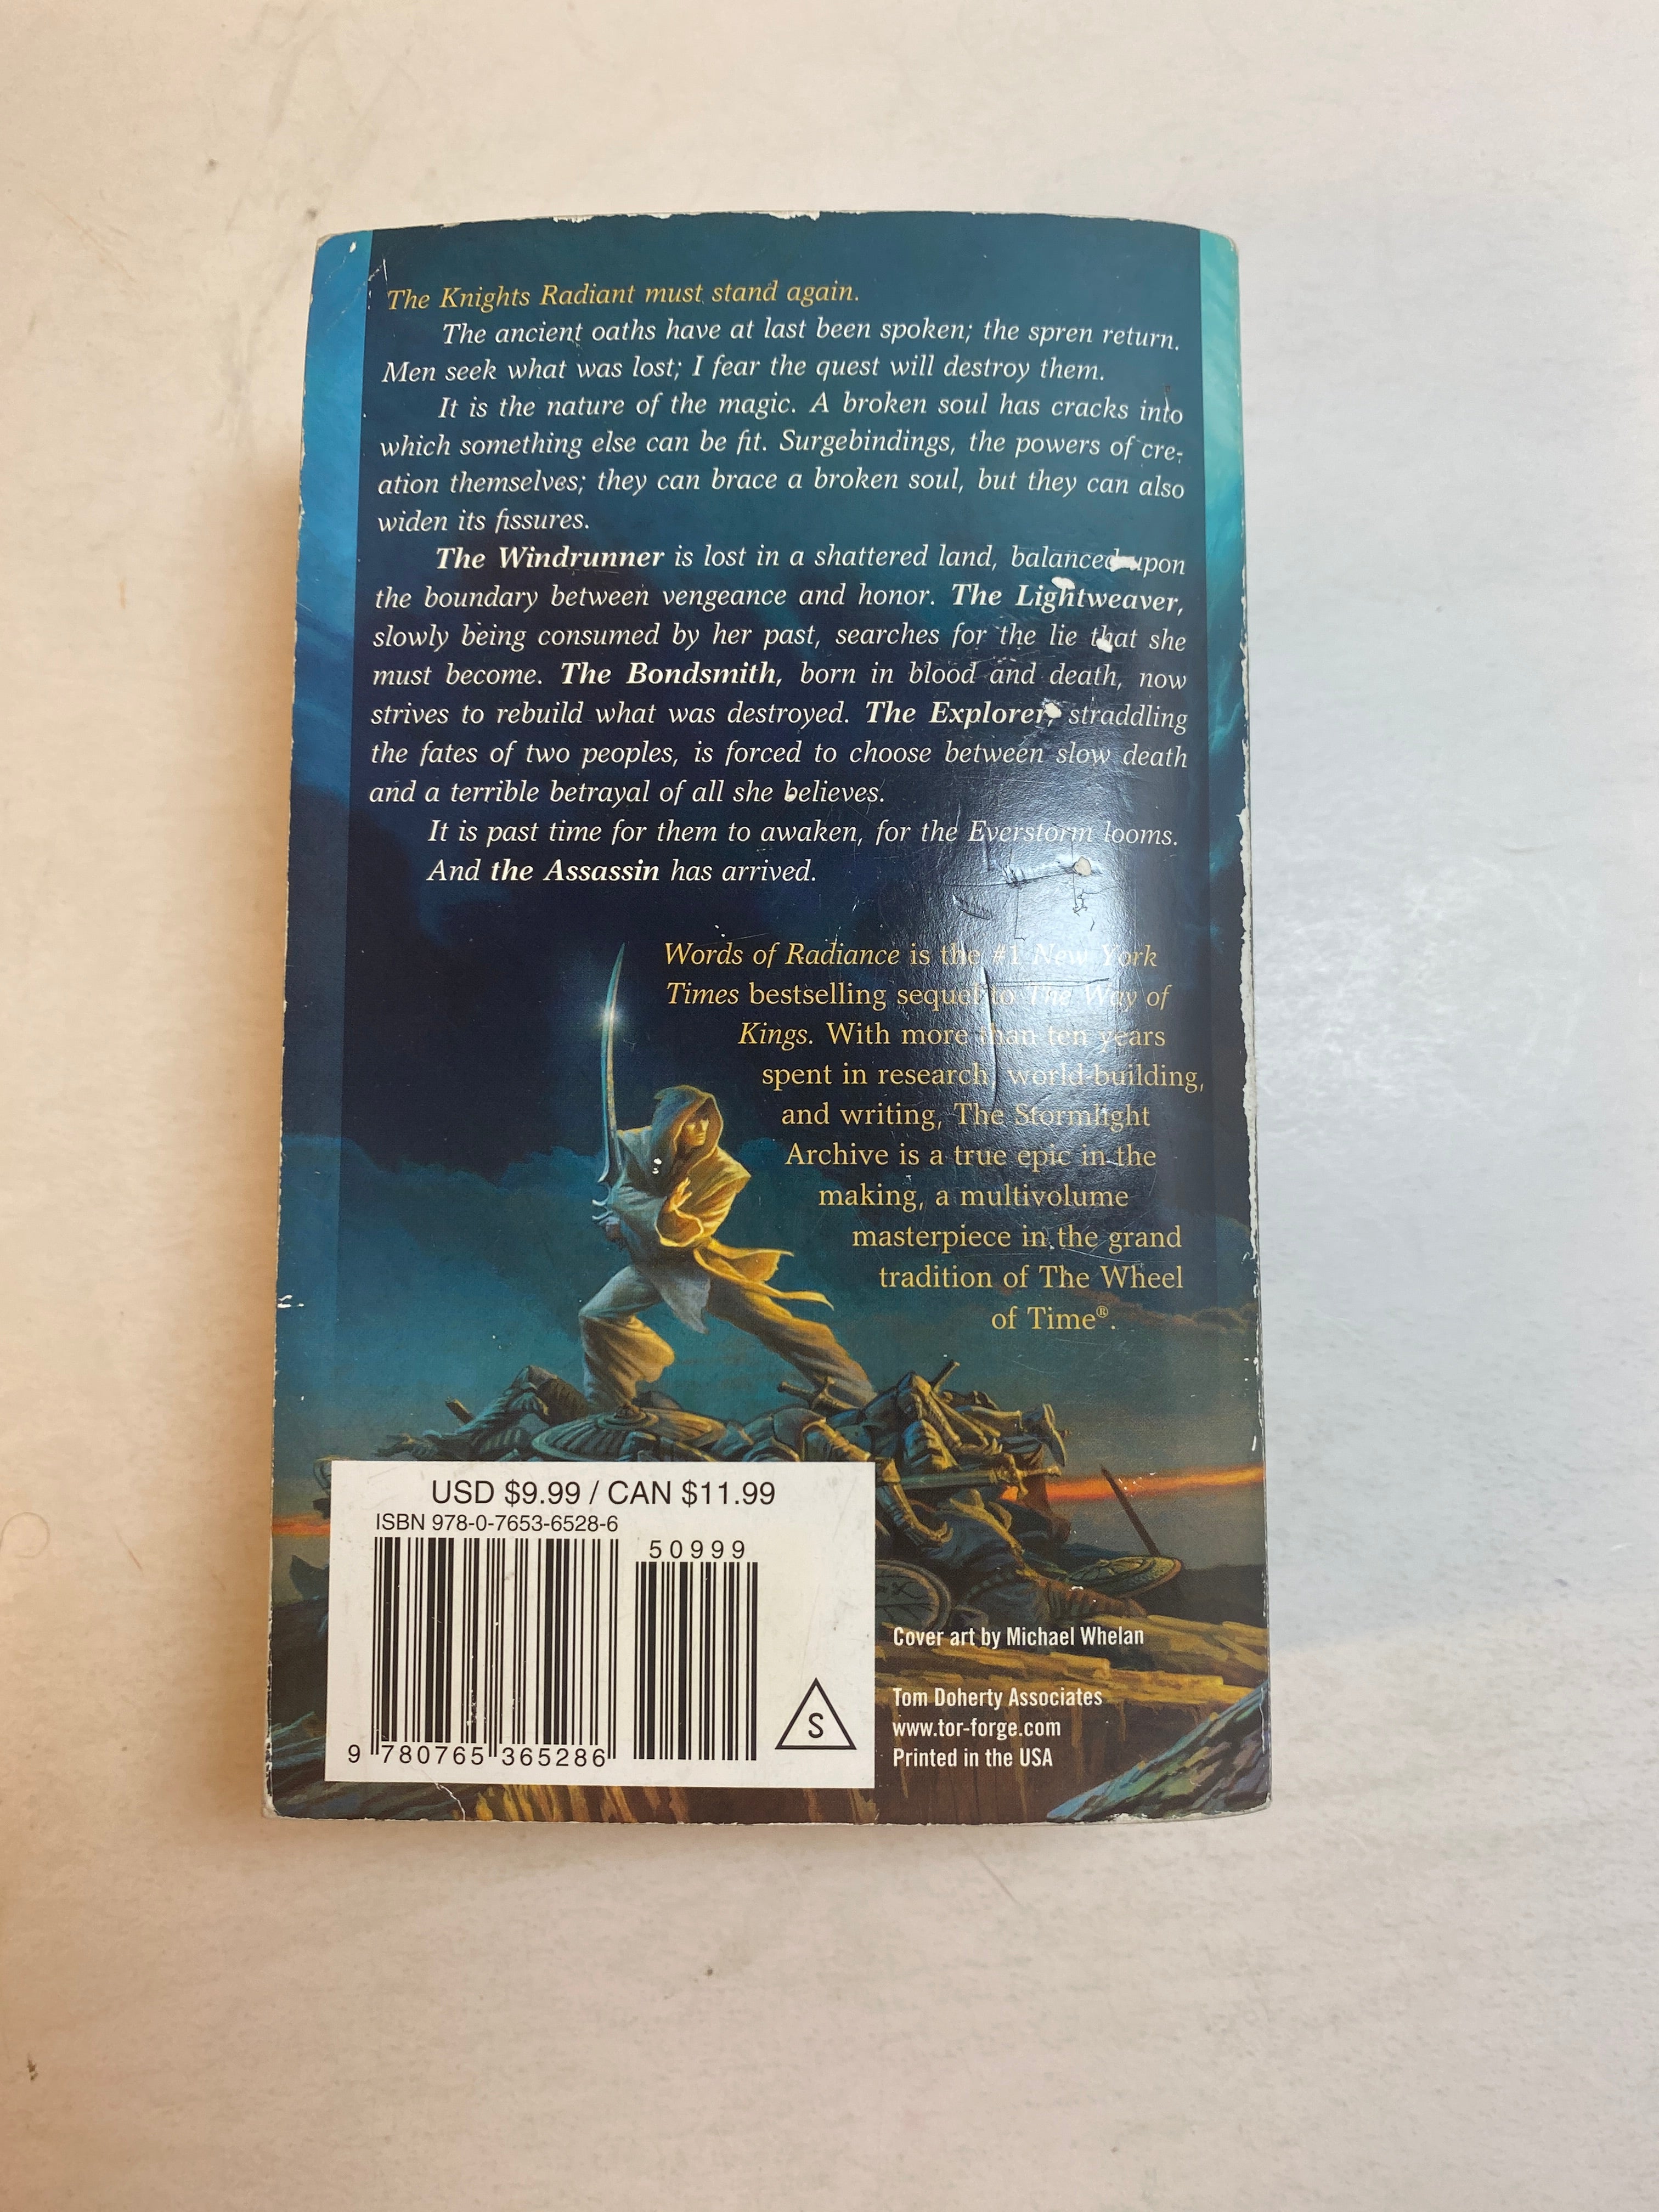 The Knights Radiant must stand again.
The ancient oaths have at last been spoken; the spren return.
Men seek what was lost; I fear the quest will destroy them.
It is the nature of the magic. A broken soul has cracks into
which something else can be fit. Surgebindings, the powers of cre-
ation themselves; they can brace a broken soul, but they can also
widen its fissures.
The Windrunner is lost in a shattered land, balanced upon
the boundary between vengeance and honor. The Lightweaver,
slowly being consumed by her past, searches for the lie that she
must become. The Bondsmith, born in blood and death, now
strives to rebuild what was destroyed. The Explorer, straddling
the fates of two peoples, is forced to choose between slow death
and a terrible betrayal of all she believes.
It is past time for them to awaken, for the Everstorm looms.
And the Assassin has arrived.
Words of Radiance is the #1 New York
Times bestselling sequel to The Way of
Kings. With more than ten years
spent in research, world-building,
and writing, The Stormlight
Archive is a true epic in the
making, a multivolume
masterpiece in the grand
tradition of The Wheel
of Time®.
USD $9.99 / CAN $11.99
ISBN 978-0-7653-6528-6
50999
9 780765 365286
S
Cover art by Michael Whelan
Tom Doherty Associates
www.tor-forge.com
Printed in the USA